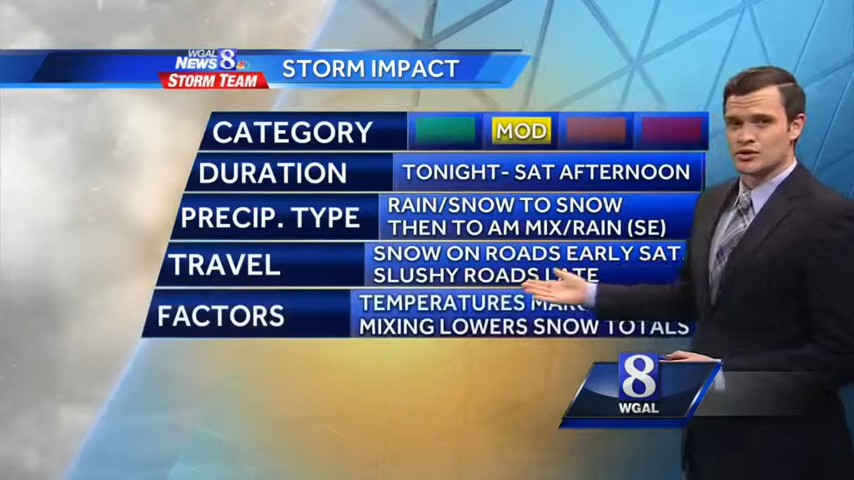 WGAL
NEWS 8
STORM TEAM
STORM IMPACT
CATEGORY
MOD
DURATION
TONIGHT- SAT AFTERNOON
PRECIP. TYPE
RAIN/SNOW TO SNOW
THEN TO AM MIX/RAIN (SE)
TRAVEL
SNOW ON ROADS EARLY SAT.
SLUSHY ROADS LATE
FACTORS
TEMPERATURES
MIXING LOWERS SNOW TOTALS
8
WGAL